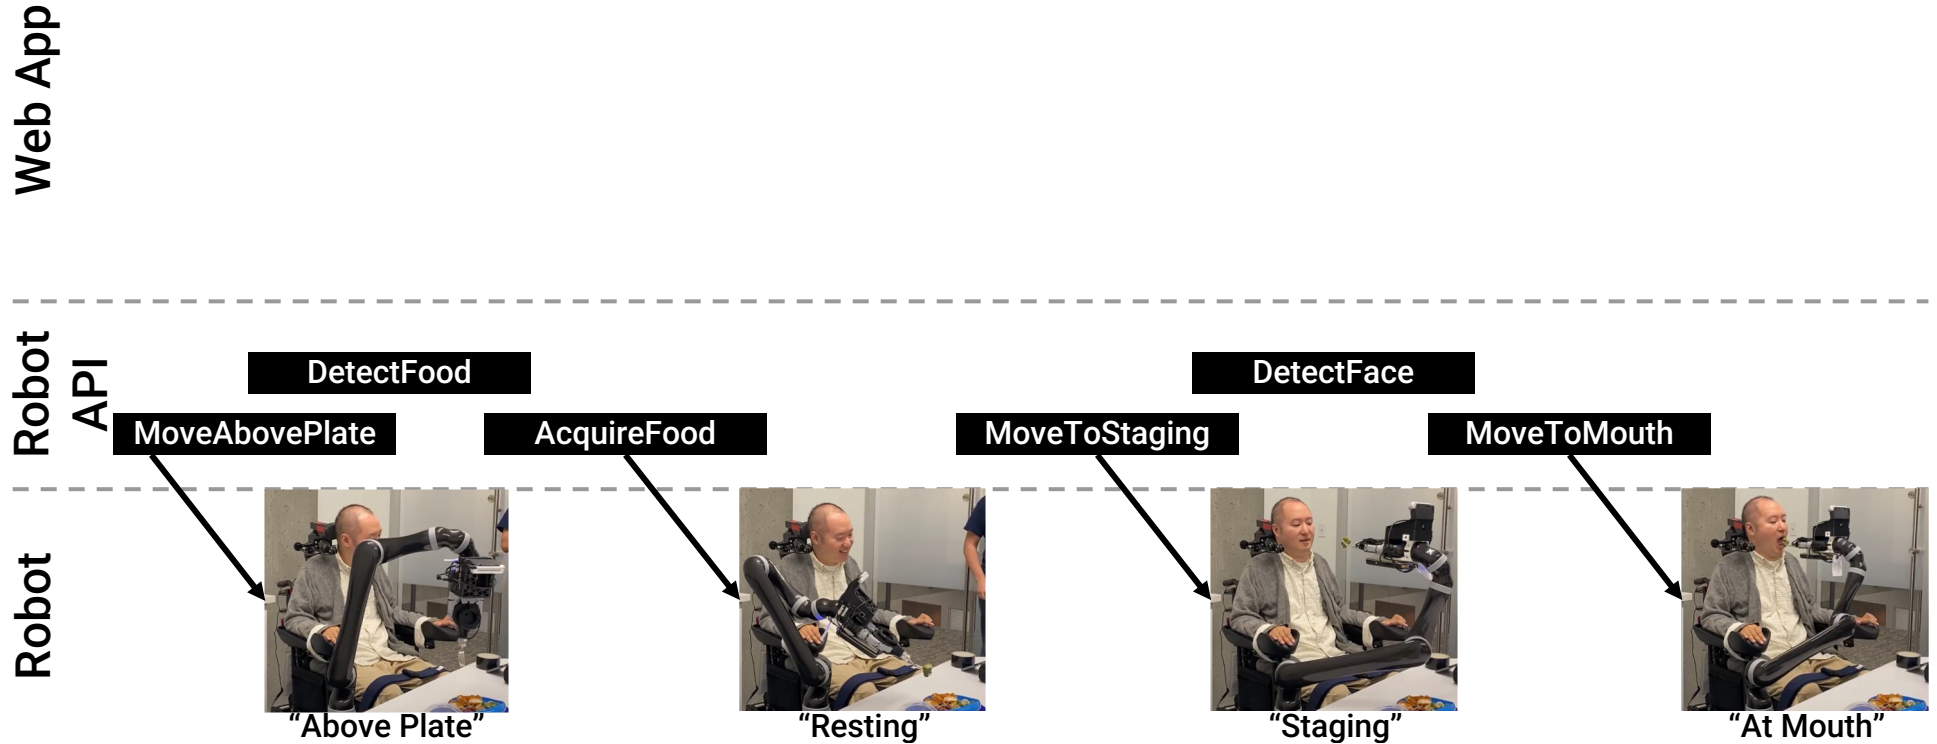 Web App
Robot
API
DetectFood
DetectFace
MoveAbovePlate
AcquireFood
MoveToStaging
MoveToMouth
Robot
“Above Plate”
“Resting”
“Staging”
“At Mouth”